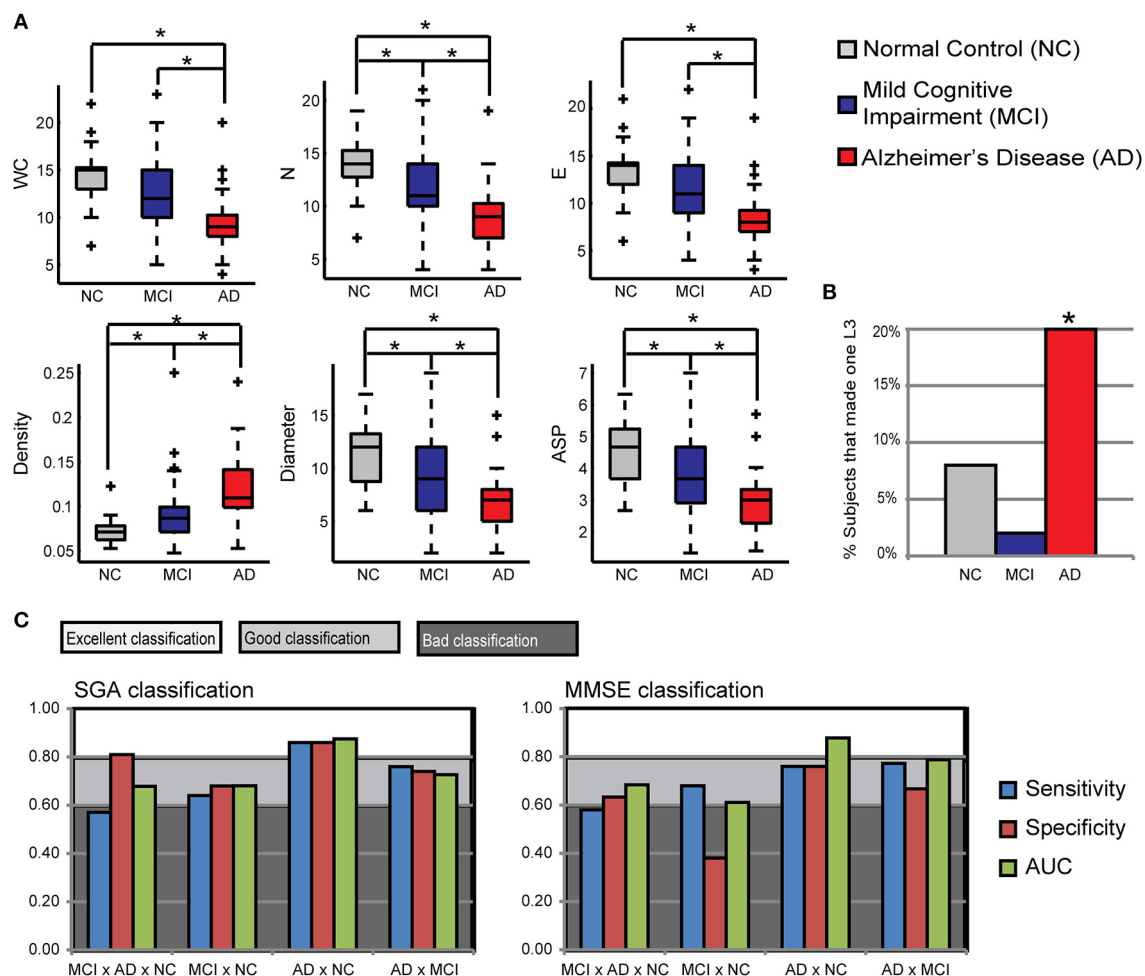 A
*
*
WC
20
15
10
5
NC MCI AD
*
* *
N
20
15
10
5
NC MCI AD
*
*
E
20
15
10
5
NC MCI AD
Normal Control (NC)
Mild Cognitive
Impairment (MCI)
Alzheimer's Disease (AD)
*
* *
Density
0.25
0.2
0.15
0.1
0.05
NC MCI AD
*
* *
Diameter
15
10
5
NC MCI AD
*
* *
ASP
7
6
5
4
3
2
NC MCI AD
B
% Subjects that made one L3
*
20%
15%
10%
5%
0%
NC MCI AD
C
Excellent classification
Good classification
Bad classification
SGA classification
1.00
0.80
0.60
0.40
0.20
0.00
MCI x AD x NC MCI x NC AD x NC AD x MCI
MMSE classification
1.00
0.80
0.60
0.40
0.20
0.00
MCI x AD x NC MCI x NC AD x NC AD x MCI
Sensitivity
Specificity
AUC